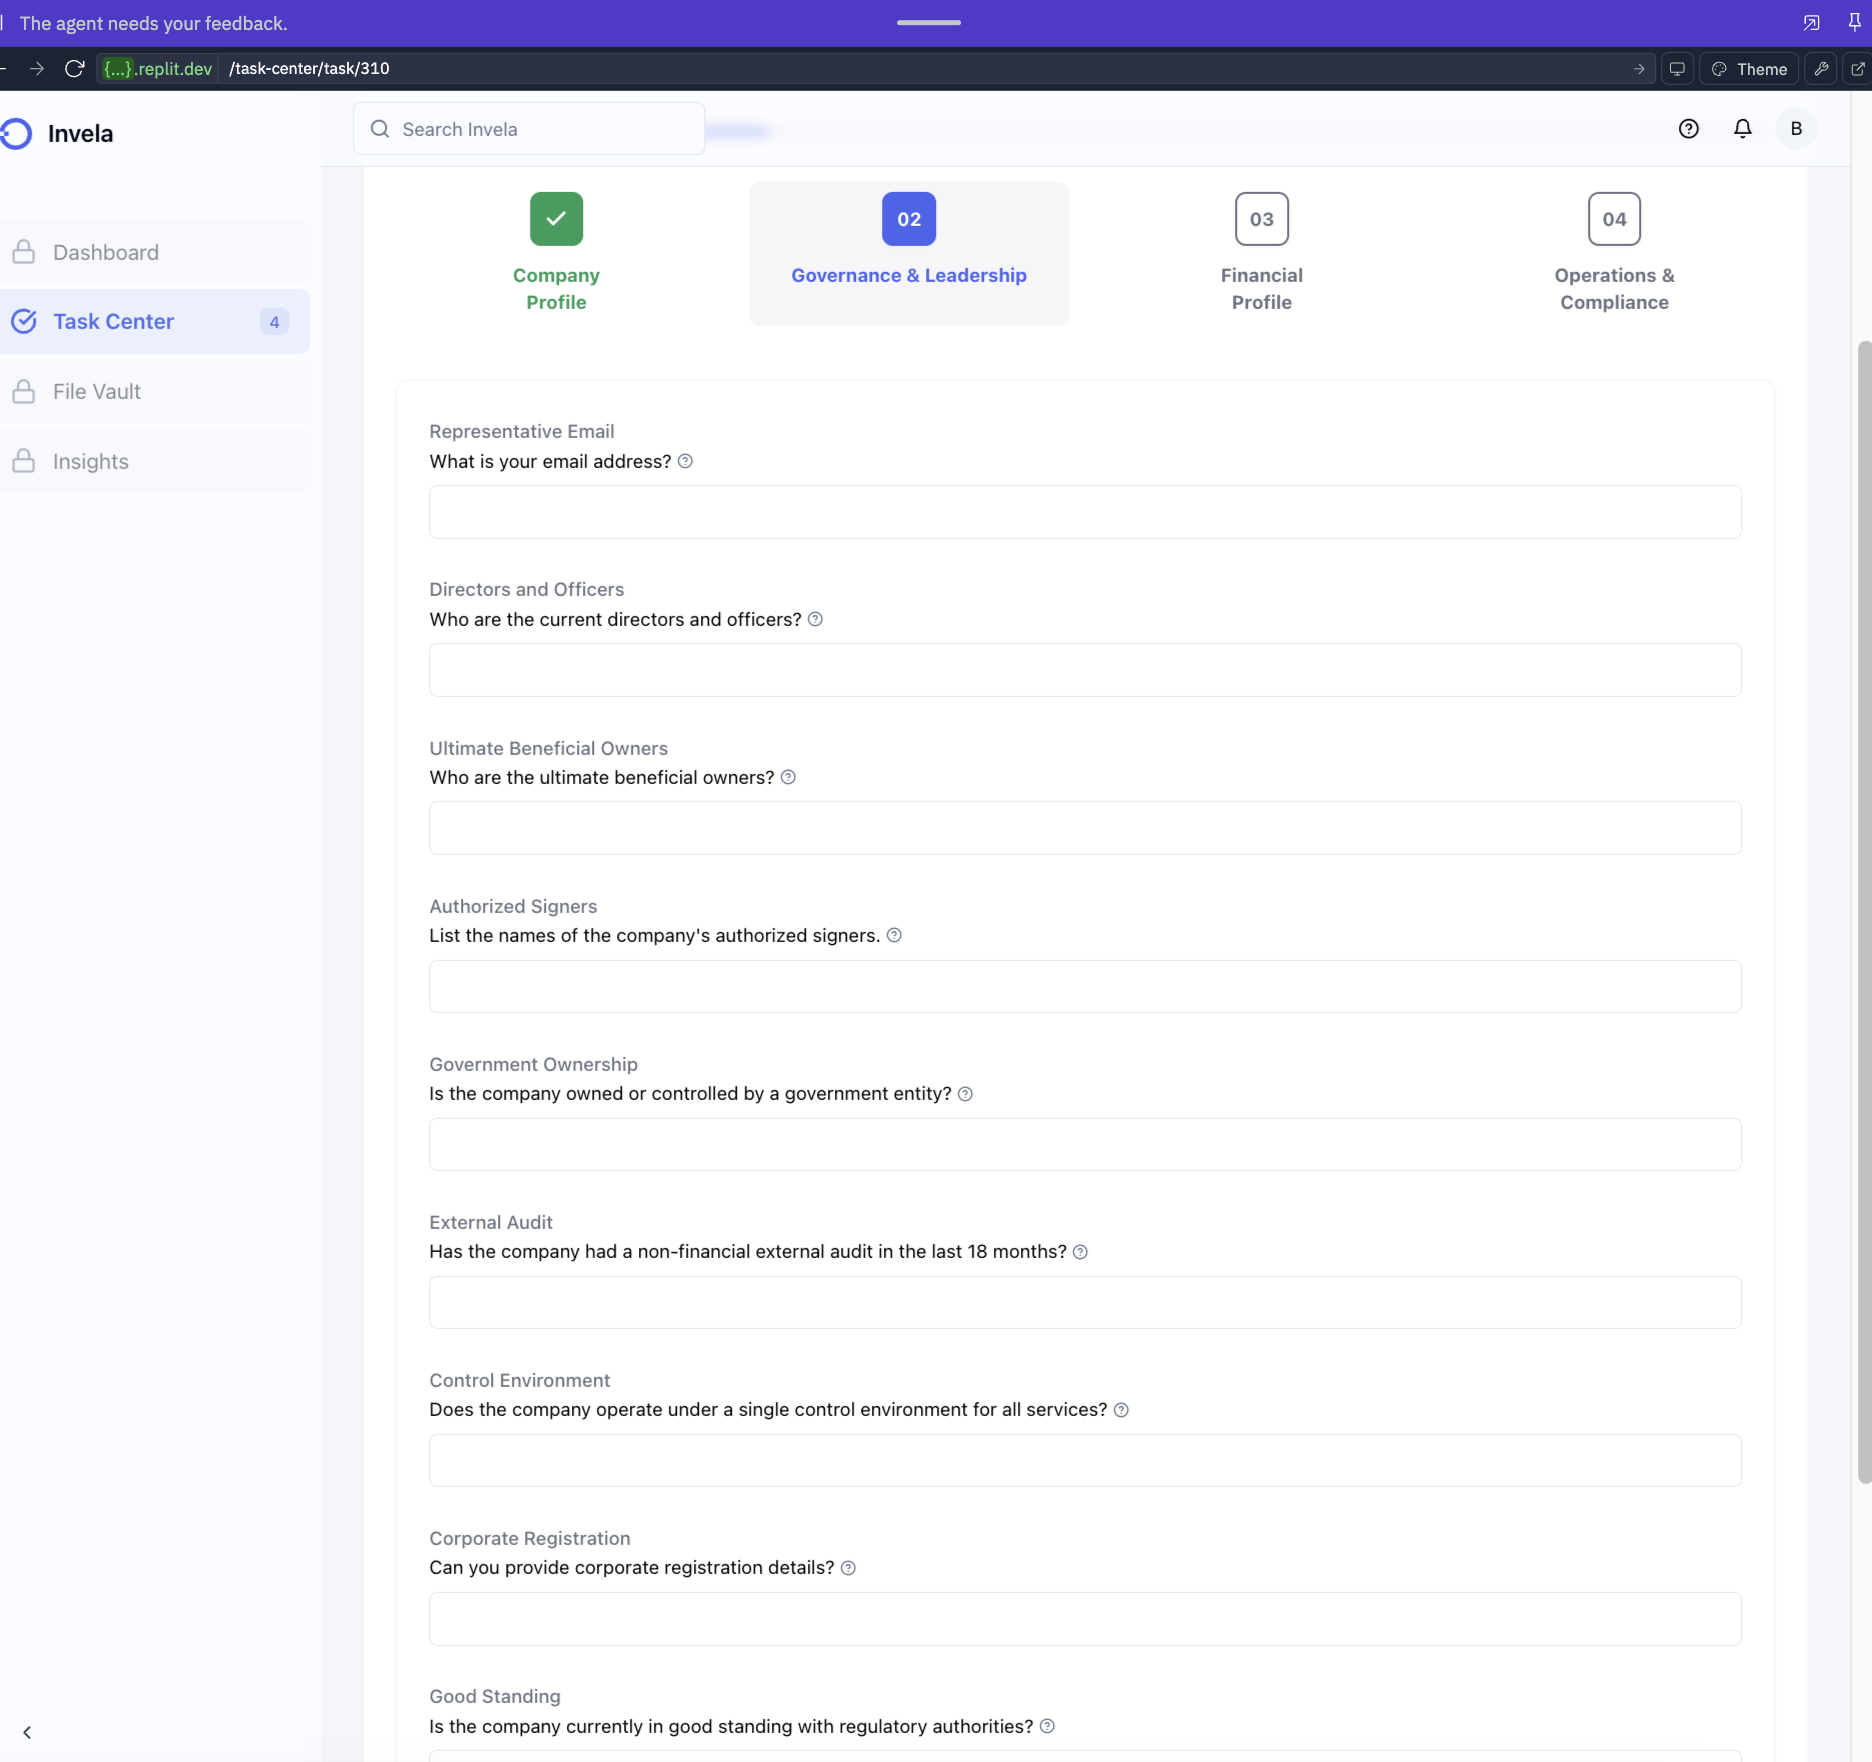 The agent needs your feedback.
{...}.replit.dev /task-center/task/310
Theme
Invela
Search Invela
B
Dashboard
Task Center 4
File Vault
Insights
Company
Profile
02
Governance & Leadership
03
Financial
Profile
04
Operations &
Compliance
Representative Email
What is your email address?
Directors and Officers
Who are the current directors and officers?
Ultimate Beneficial Owners
Who are the ultimate beneficial owners?
Authorized Signers
List the names of the company's authorized signers.
Government Ownership
Is the company owned or controlled by a government entity?
External Audit
Has the company had a non-financial external audit in the last 18 months?
Control Environment
Does the company operate under a single control environment for all services?
Corporate Registration
Can you provide corporate registration details?
Good Standing
Is the company currently in good standing with regulatory authorities?